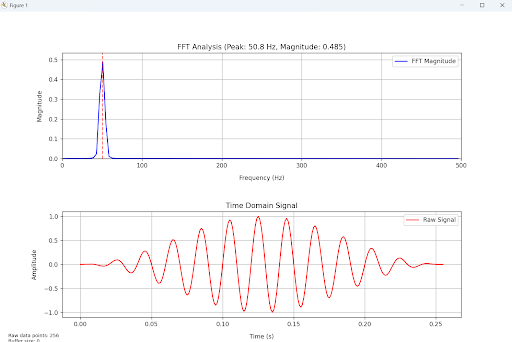 Figure 1
FFT Analysis (Peak: 50.8 Hz, Magnitude: 0.485)
FFT Magnitude
Magnitude
0.5
0.4
0.3
0.2
0.1
0.0
0 100 200 300 400 500
Frequency (Hz)
Time Domain Signal
Raw Signal
Amplitude
1.0
0.5
0.0
−0.5
−1.0
0.00 0.05 0.10 0.15 0.20 0.25
Time (s)
Raw data points: 256
Buffer size: 0